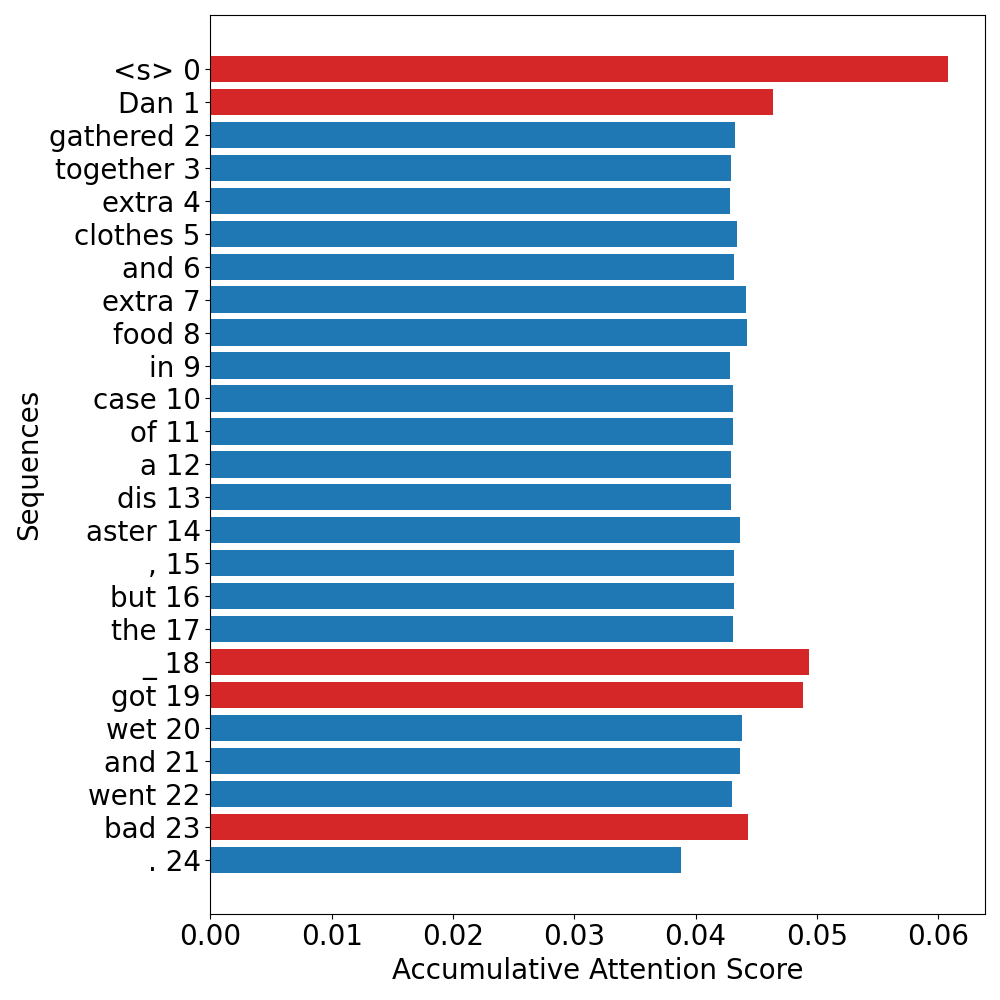 <s> 0
Dan 1
gathered 2
together 3
extra 4
clothes 5
and 6
extra 7
food 8
in 9
case 10
of 11
a 12
dis 13
aster 14
, 15
but 16
the 17
_ 18
got 19
wet 20
and 21
went 22
bad 23
. 24
Sequences
0.00 0.01 0.02 0.03 0.04 0.05 0.06
Accumulative Attention Score